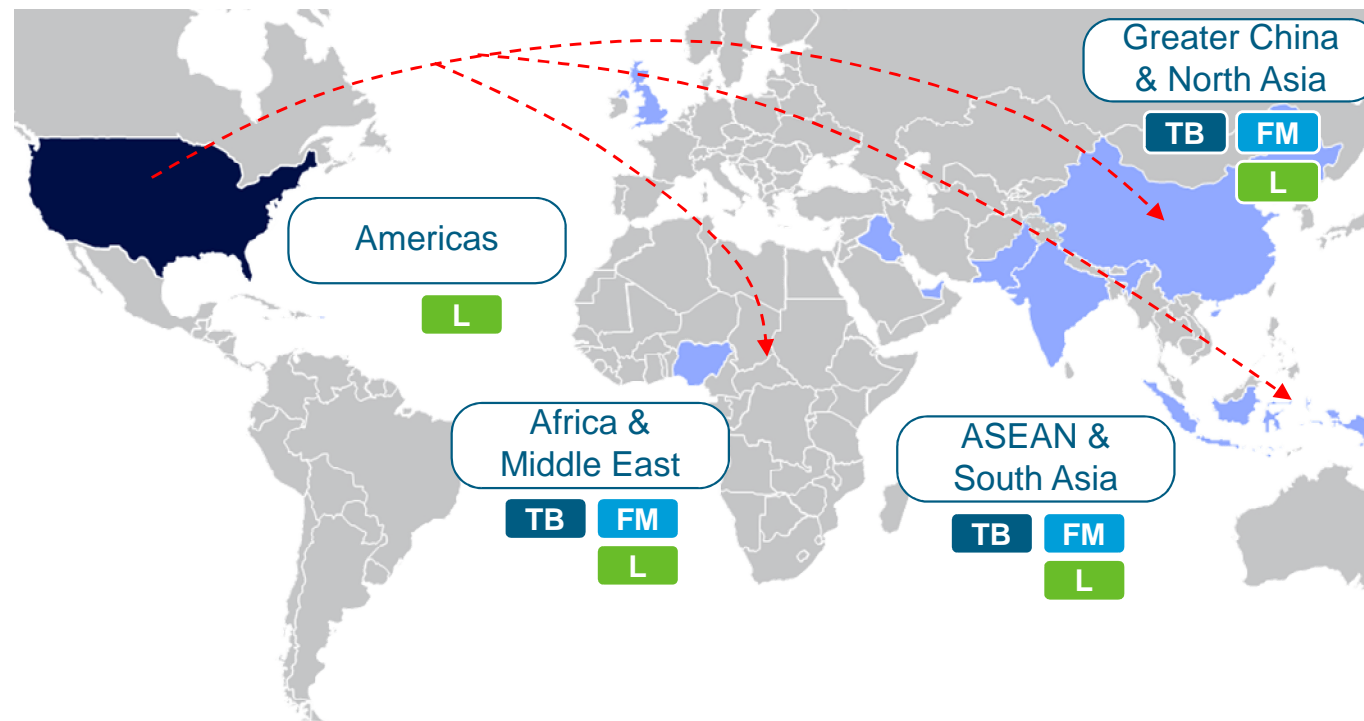 Greater China
& North Asia
TB FM
L
Americas
L
Africa &
Middle East
TB FM
L
ASEAN &
South Asia
TB FM
L